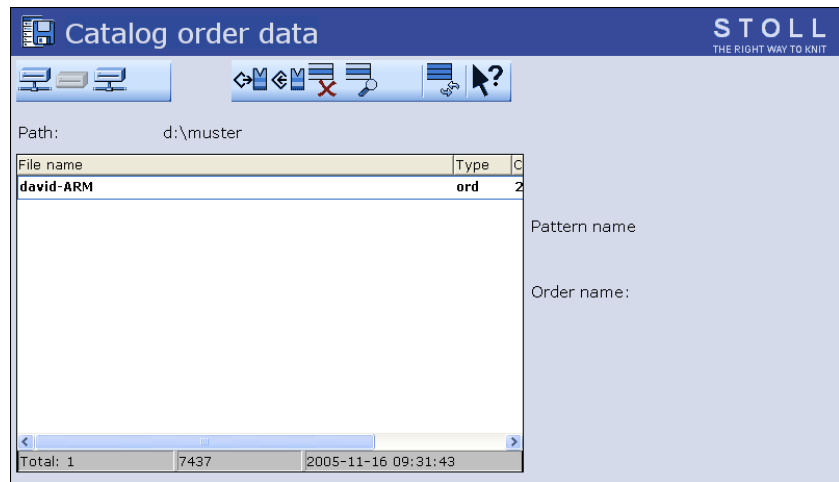 Catalog order data
STOLL
THE RIGHT WAY TO KNIT
?
Path: d:\muster
File name Type C
david-ARM ord 2
Pattern name
Order name:
Total: 1 7437 2005-11-16 09:31:43